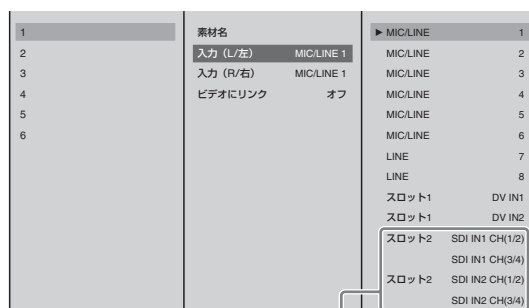 1
2
3
4
5
6
素材名
入力（L/左） MIC/LINE 1
入力（R/右） MIC/LINE 1
ビデオにリンク オフ
▶ MIC/LINE 1
MIC/LINE 2
MIC/LINE 3
MIC/LINE 4
MIC/LINE 5
MIC/LINE 6
LINE 7
LINE 8
スロット1 DV IN1
スロット1 DV IN2
スロット2 SDI IN1 CH(1/2)
SDI IN1 CH(3/4)
スロット2 SDI IN2 CH(1/2)
SDI IN2 CH(3/4)